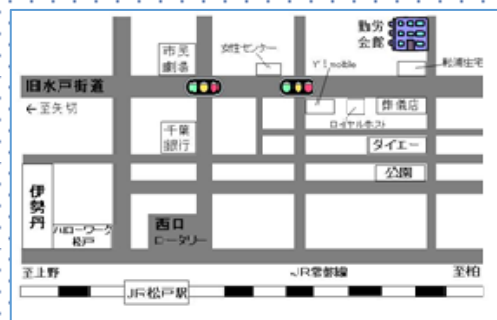 勤労
会館
市民
劇場
女性センター
Y!moible
松浦住宅
旧水戸街道
←至矢切
葬儀店
ロイヤルホスト
千葉
銀行
ダイエー
公園
伊勢丹
ハローワーク
松戸
西口
ロータリー
至上野
JR常磐線
至柏
JR松戸駅